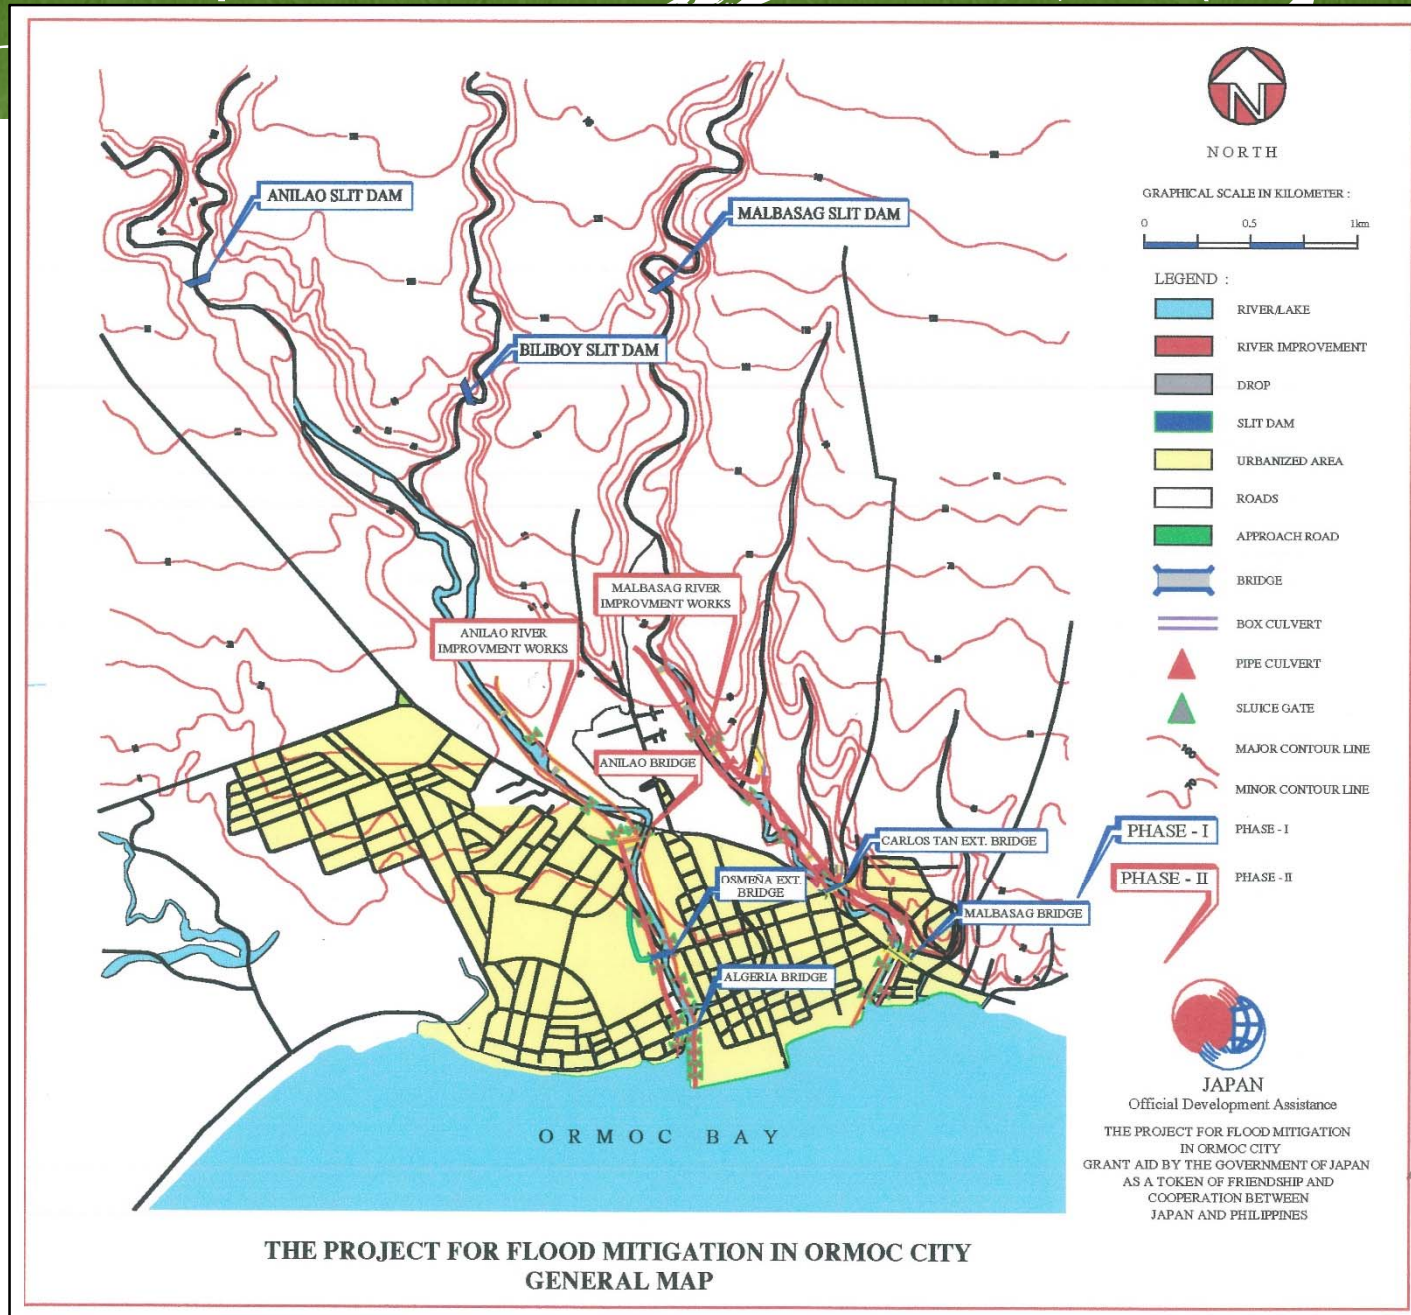 NORTH
GRAPHICAL SCALE IN KILOMETER :
0 0.5 1km
LEGEND :
RIVER/LAKE
RIVER IMPROVEMENT
DROP
SLIT DAM
URBANIZED AREA
ROADS
APPROACH ROAD
BRIDGE
BOX CULVERT
PIPE CULVERT
SLUICE GATE
MAJOR CONTOUR LINE
MINOR CONTOUR LINE
PHASE - I PHASE - I
PHASE - II PHASE - II
ANILAO SLIT DAM
MALBASAG SLIT DAM
BILIBOY SLIT DAM
MALBASAG RIVER
IMPROVMENT WORKS
ANILAO RIVER
IMPROVMENT WORKS
ANILAO BRIDGE
CARLOS TAN EXT. BRIDGE
OSMEÑA EXT.
BRIDGE
MALBASAG BRIDGE
ALGERIA BRIDGE
ORMOC BAY
JAPAN
Official Development Assistance
THE PROJECT FOR FLOOD MITIGATION
IN ORMOC CITY
GRANT AID BY THE GOVERNMENT OF JAPAN
AS A TOKEN OF FRIENDSHIP AND
COOPERATION BETWEEN
JAPAN AND PHILIPPINES
THE PROJECT FOR FLOOD MITIGATION IN ORMOC CITY
GENERAL MAP